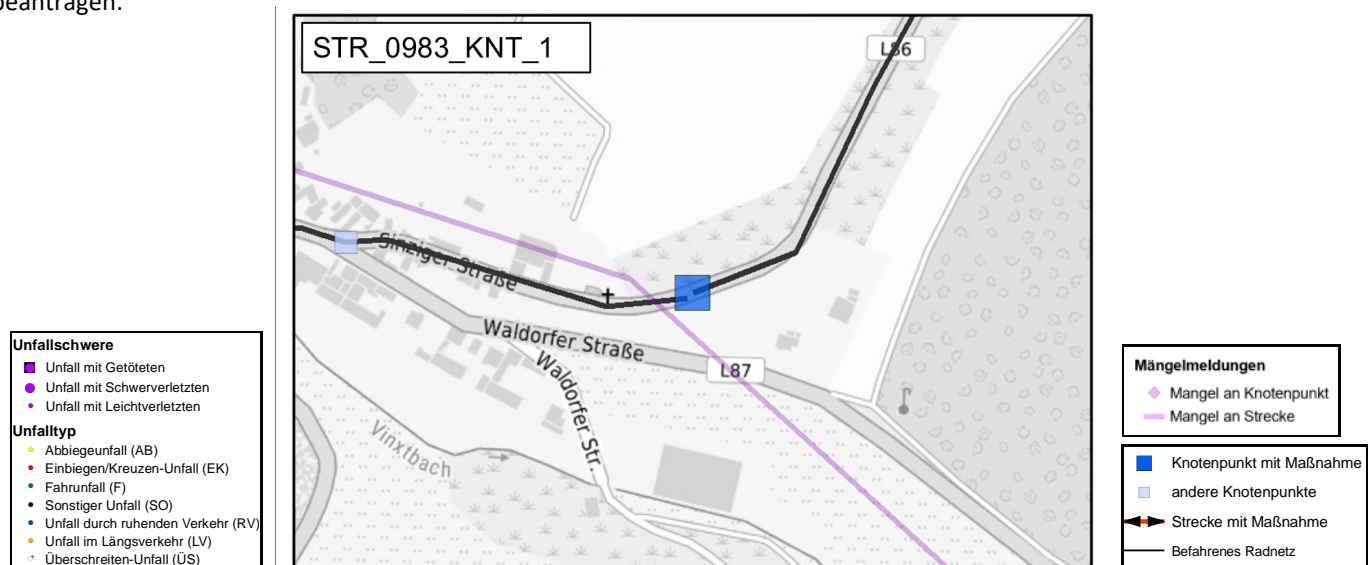 beantragen.
STR_0983_KNT_1
L86
Sinziger Straße
Waldorfer Straße
L87
Waldorfer Str.
Vinxtbach
Unfallschwere
Unfall mit Getöteten
Unfall mit Schwerverletzten
Unfall mit Leichtverletzten
Unfalltyp
Abbiegeunfall (AB)
Einbiegen/Kreuzen-Unfall (EK)
Fahrunfall (F)
Sonstiger Unfall (SO)
Unfall durch ruhenden Verkehr (RV)
Unfall im Längsverkehr (LV)
Überschreiten-Unfall (ÜS)
Mängelmeldungen
Mangel an Knotenpunkt
Mangel an Strecke
Knotenpunkt mit Maßnahme
andere Knotenpunkte
Strecke mit Maßnahme
Befahrenes Radnetz